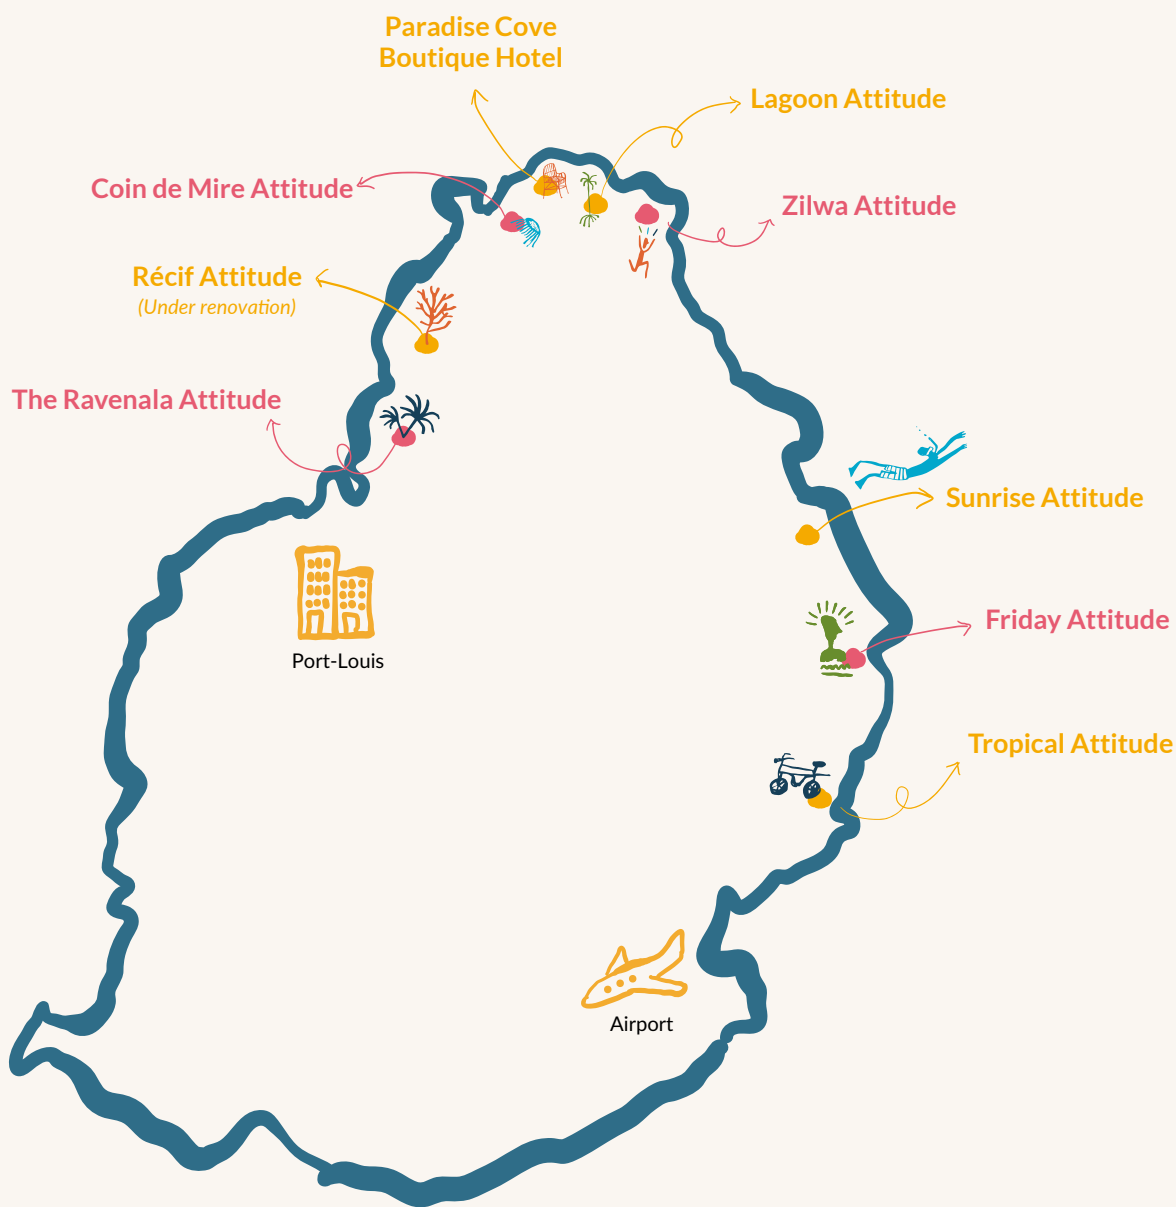 Paradise Cove
Boutique Hotel
Lagoon Attitude
Coin de Mire Attitude
Zilwa Attitude
Récif Attitude
(Under renovation)
The Ravenala Attitude
Sunrise Attitude
Port-Louis
Friday Attitude
Tropical Attitude
Airport